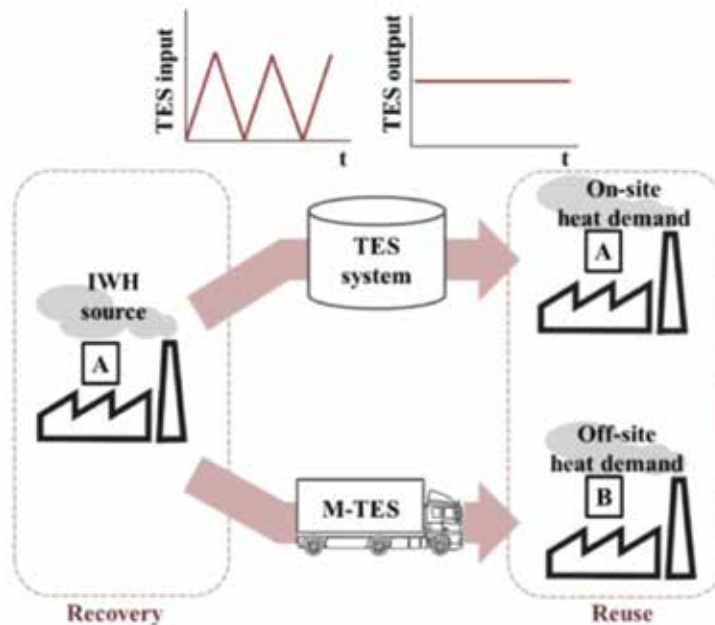 TES input
t
TES output
t
IWH
source
A
TES
system
On-site
heat demand
A
M-TES
Off-site
heat demand
B
Recovery
Reuse